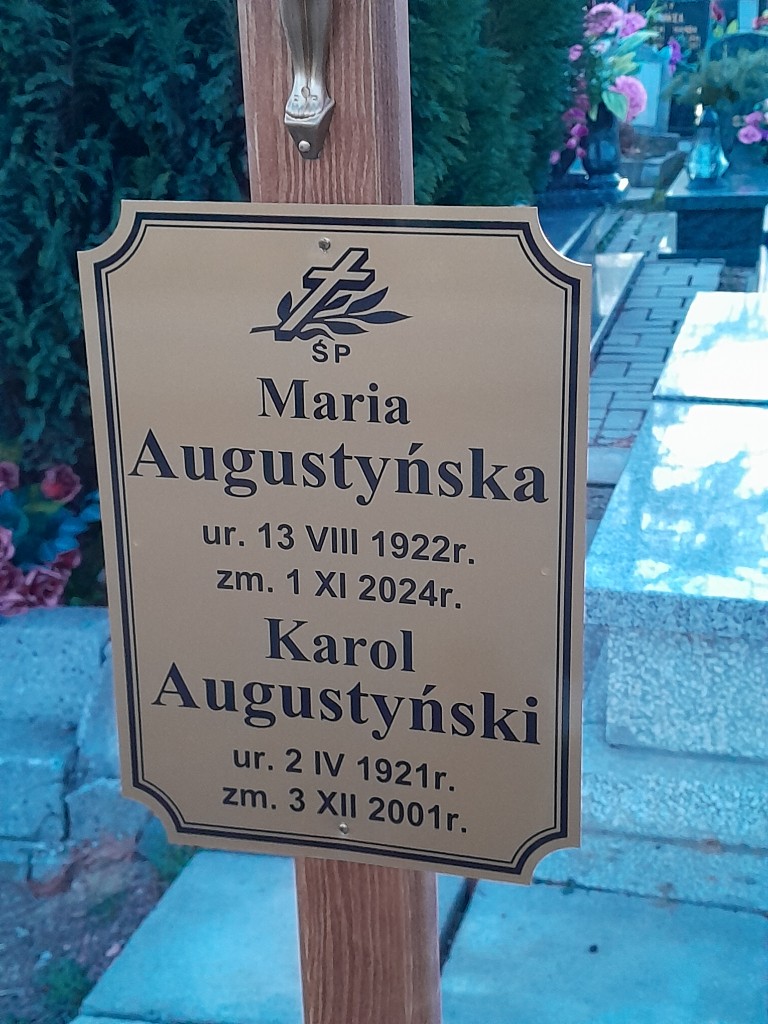 ŚP
Maria
Augustyńska
ur. 13 VIII 1922r.
zm. 1 XI 2024r.
Karol
Augustyński
ur. 2 IV 1921r.
zm. 3 XII 2001r.